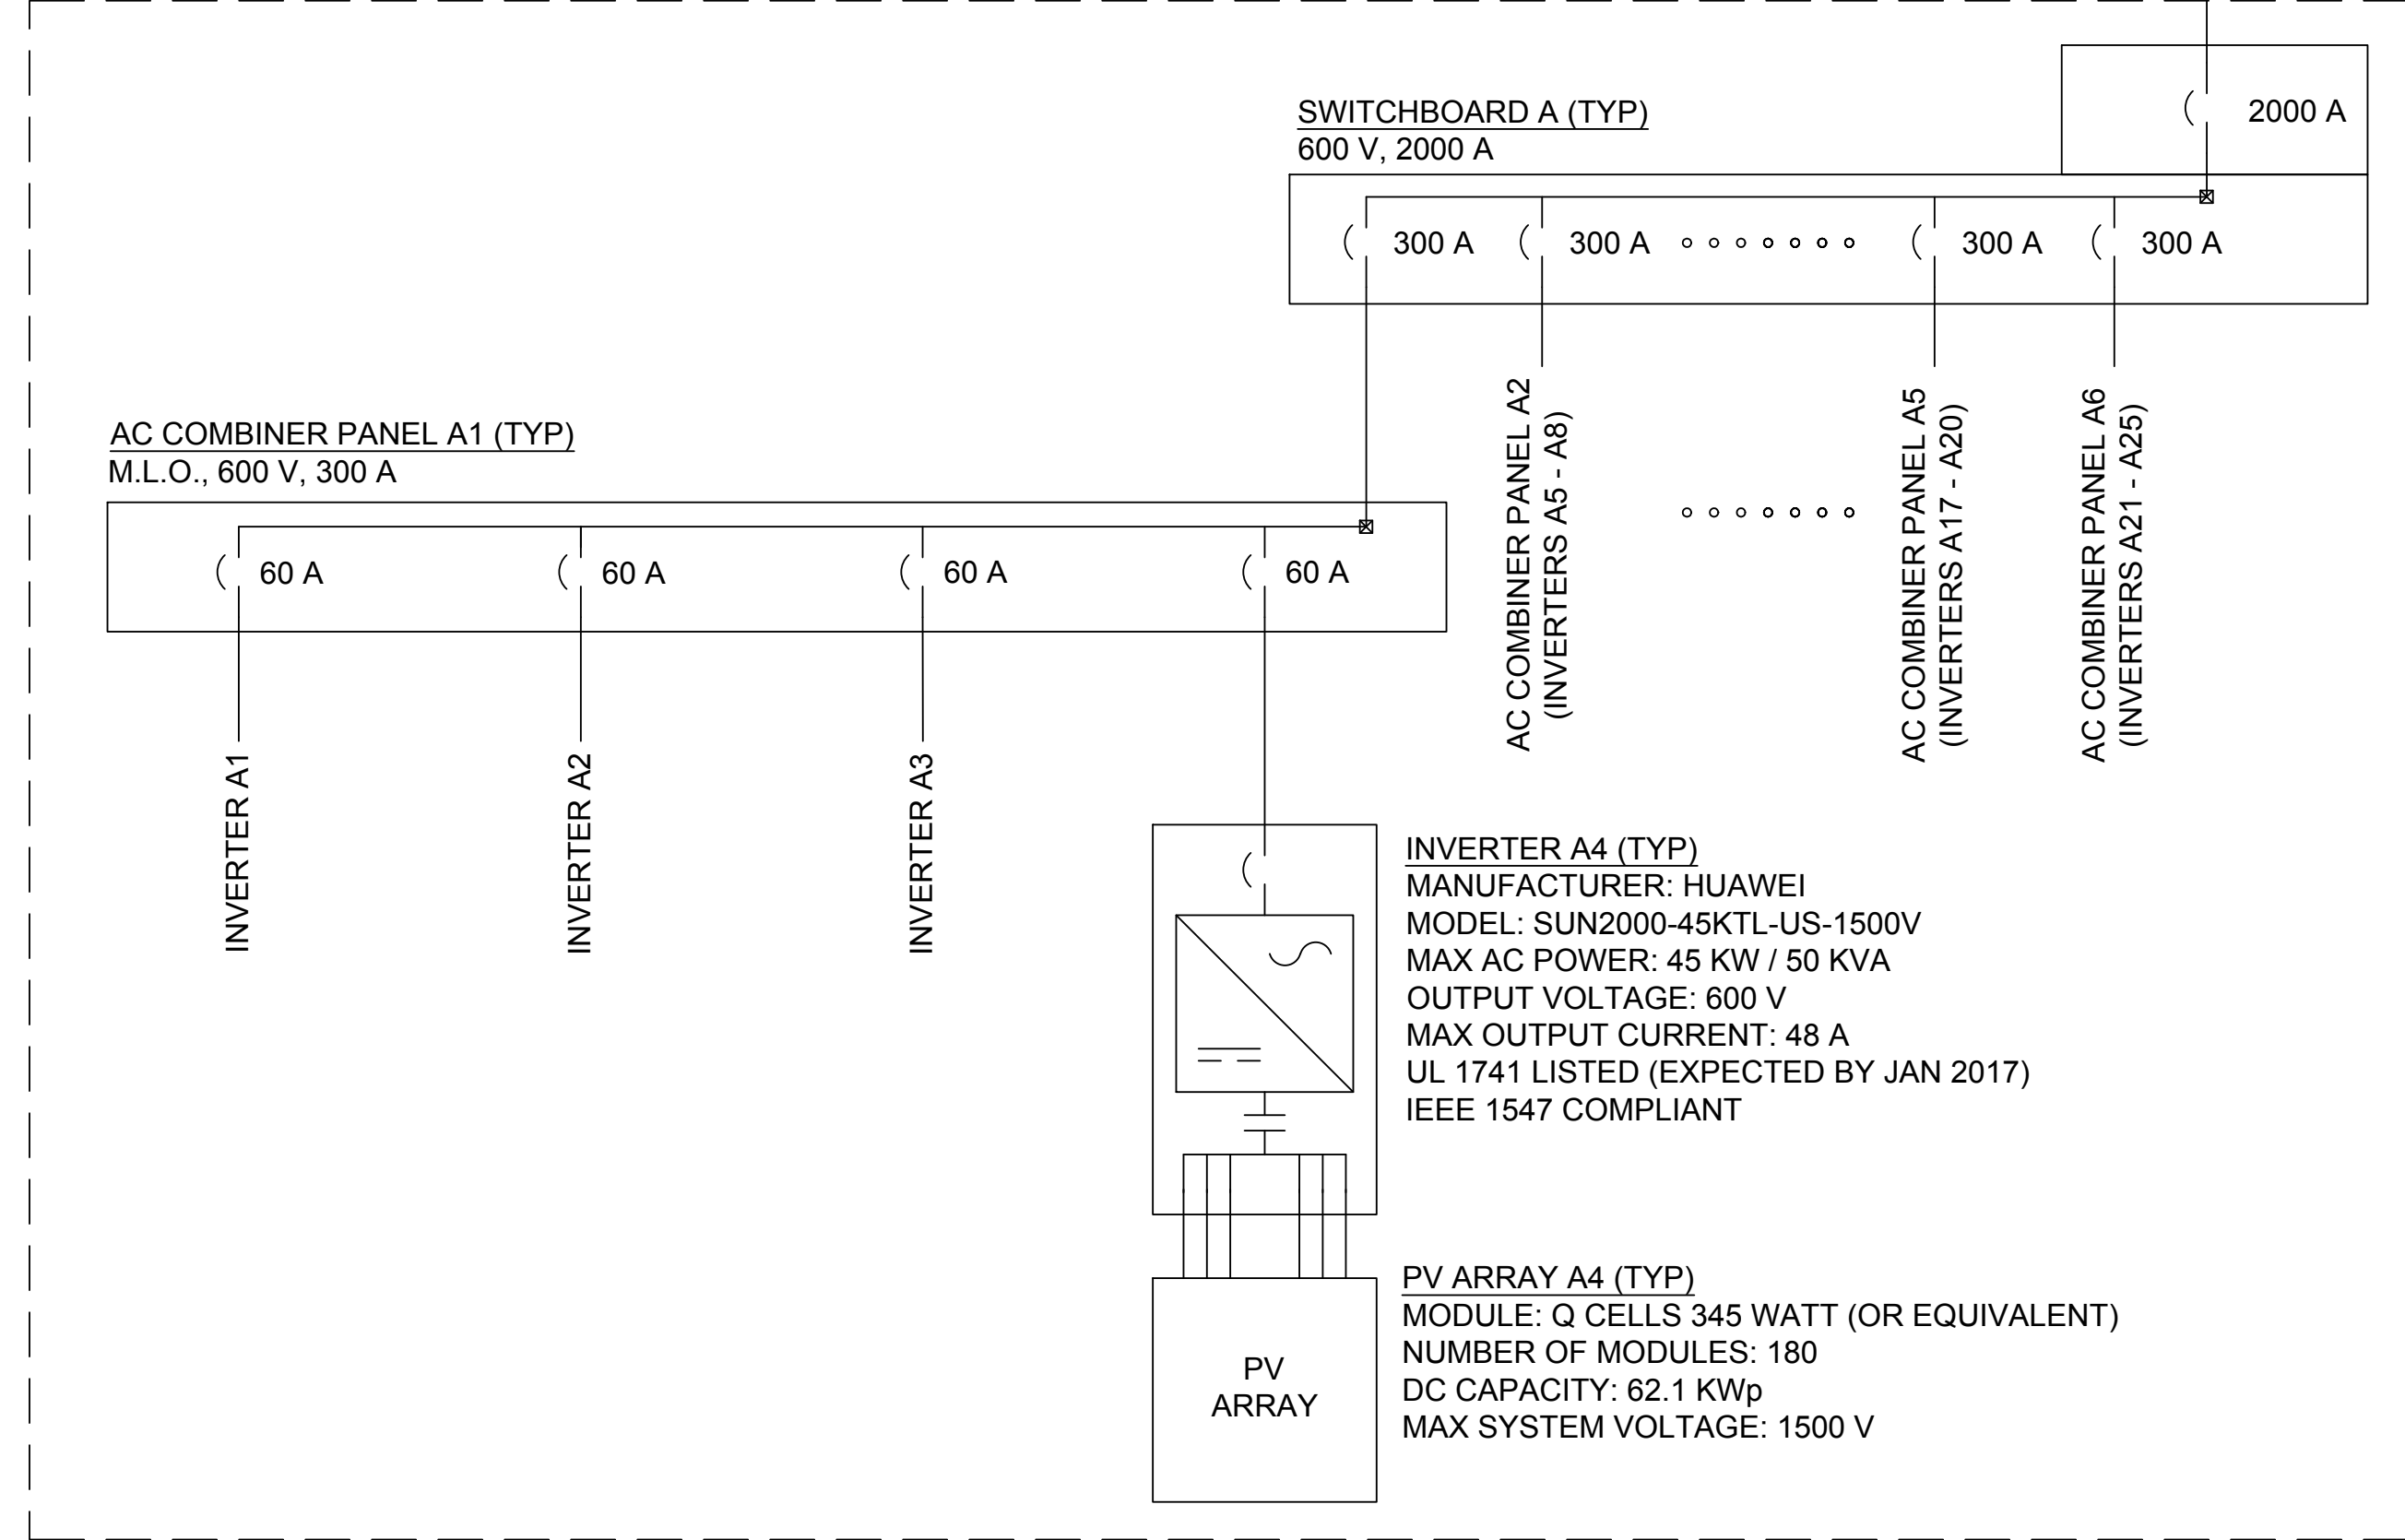 SWITCHBOARD A (TYP)
600 V, 2000 A
2000 A
300 A
300 A
300 A
300 A
AC COMBINER PANEL A1 (TYP)
M.L.O., 600 V, 300 A
60 A
60 A
60 A
60 A
AC COMBINER PANEL A2
(INVERTERS A5 - A8)
AC COMBINER PANEL A5
(INVERTERS A17 - A20)
AC COMBINER PANEL A6
(INVERTERS A21 - A25)
INVERTER A1
INVERTER A2
INVERTER A3
INVERTER A4 (TYP)
MANUFACTURER: HUAWEI
MODEL: SUN2000-45KTL-US-1500V
MAX AC POWER: 45 KW / 50 KVA
OUTPUT VOLTAGE: 600 V
MAX OUTPUT CURRENT: 48 A
UL 1741 LISTED (EXPECTED BY JAN 2017)
IEEE 1547 COMPLIANT
PV ARRAY A4 (TYP)
MODULE: Q CELLS 345 WATT (OR EQUIVALENT)
NUMBER OF MODULES: 180
DC CAPACITY: 62.1 KWp
MAX SYSTEM VOLTAGE: 1500 V
PV
ARRAY